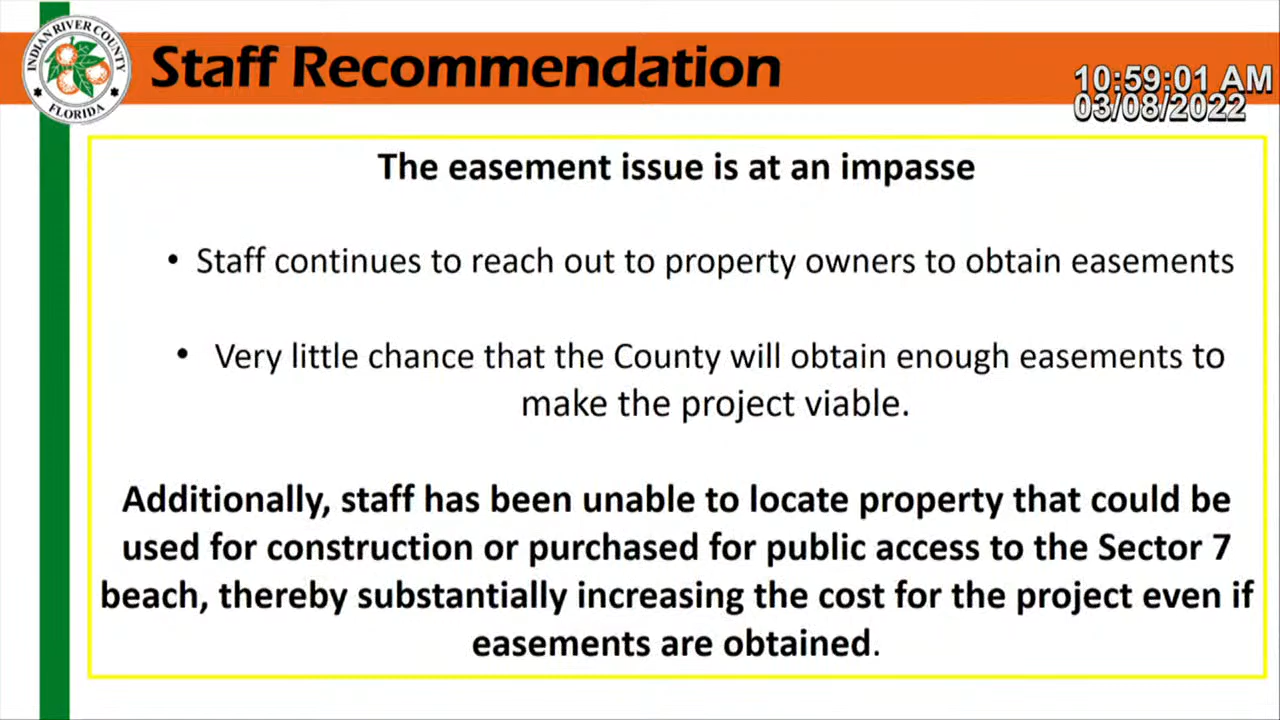 INDIAN RIVER COUNTY
FLORIDA
Staff Recommendation
10:59:01 AM
03/08/2022
The easement issue is at an impasse
• Staff continues to reach out to property owners to obtain easements
• Very little chance that the County will obtain enough easements to
make the project viable.
Additionally, staff has been unable to locate property that could be
used for construction or purchased for public access to the Sector 7
beach, thereby substantially increasing the cost for the project even if
easements are obtained.